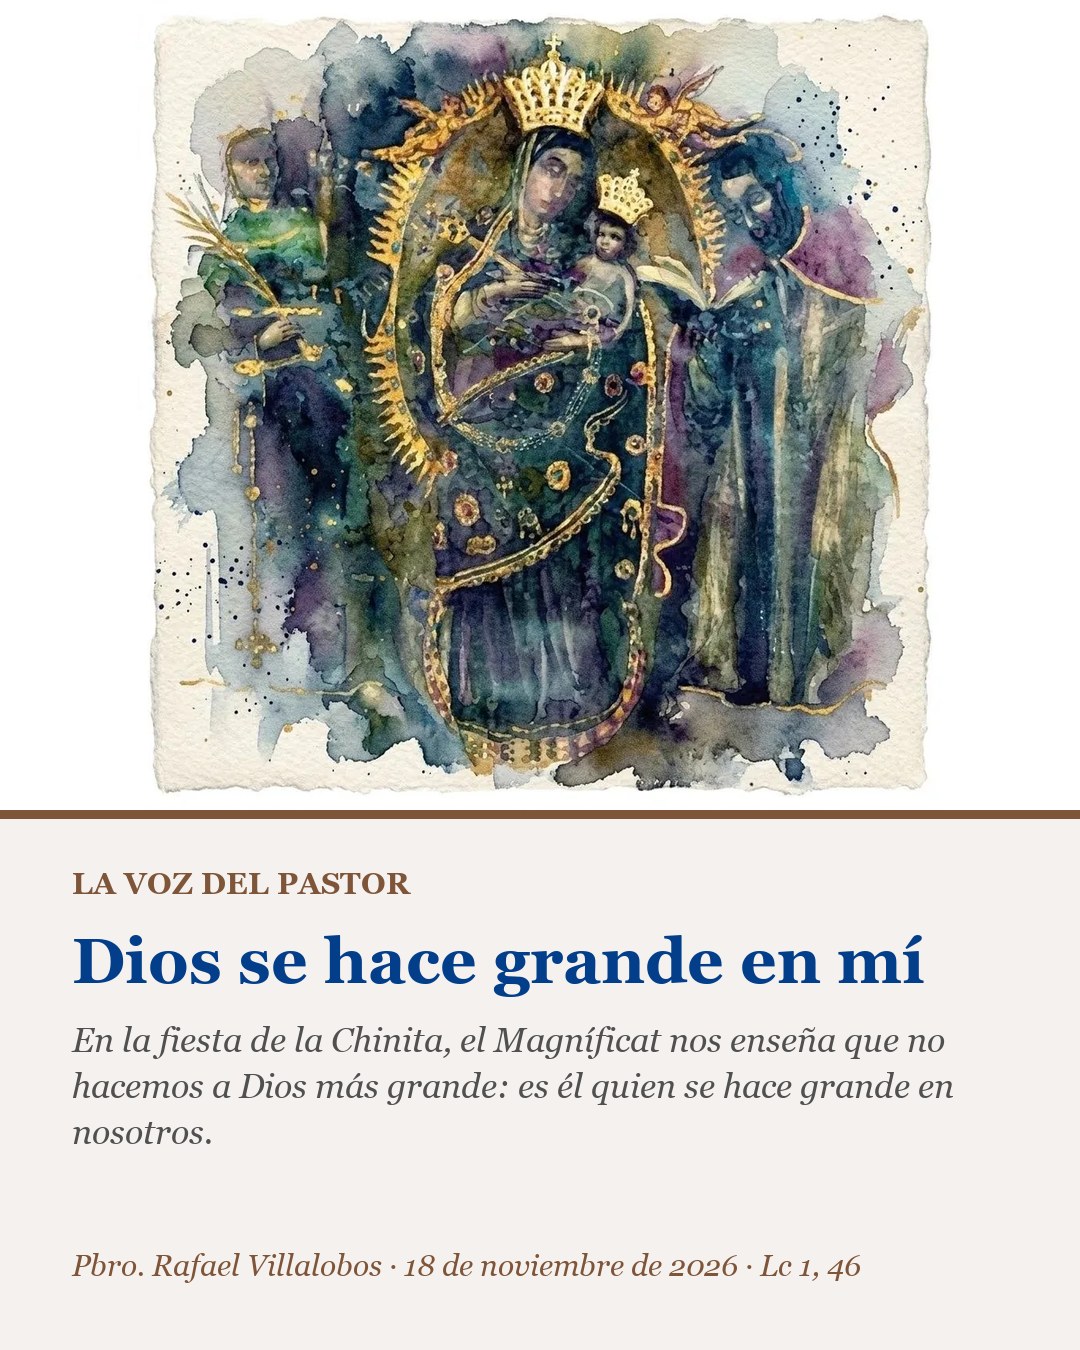 LA VOZ DEL PASTOR
Dios se hace grande en mí
En la fiesta de la Chinita, el Magníficat nos enseña que no
hacemos a Dios más grande: es él quien se hace grande en
nosotros.
Pbro. Rafael Villalobos · 18 de noviembre de 2026 · Lc 1, 46